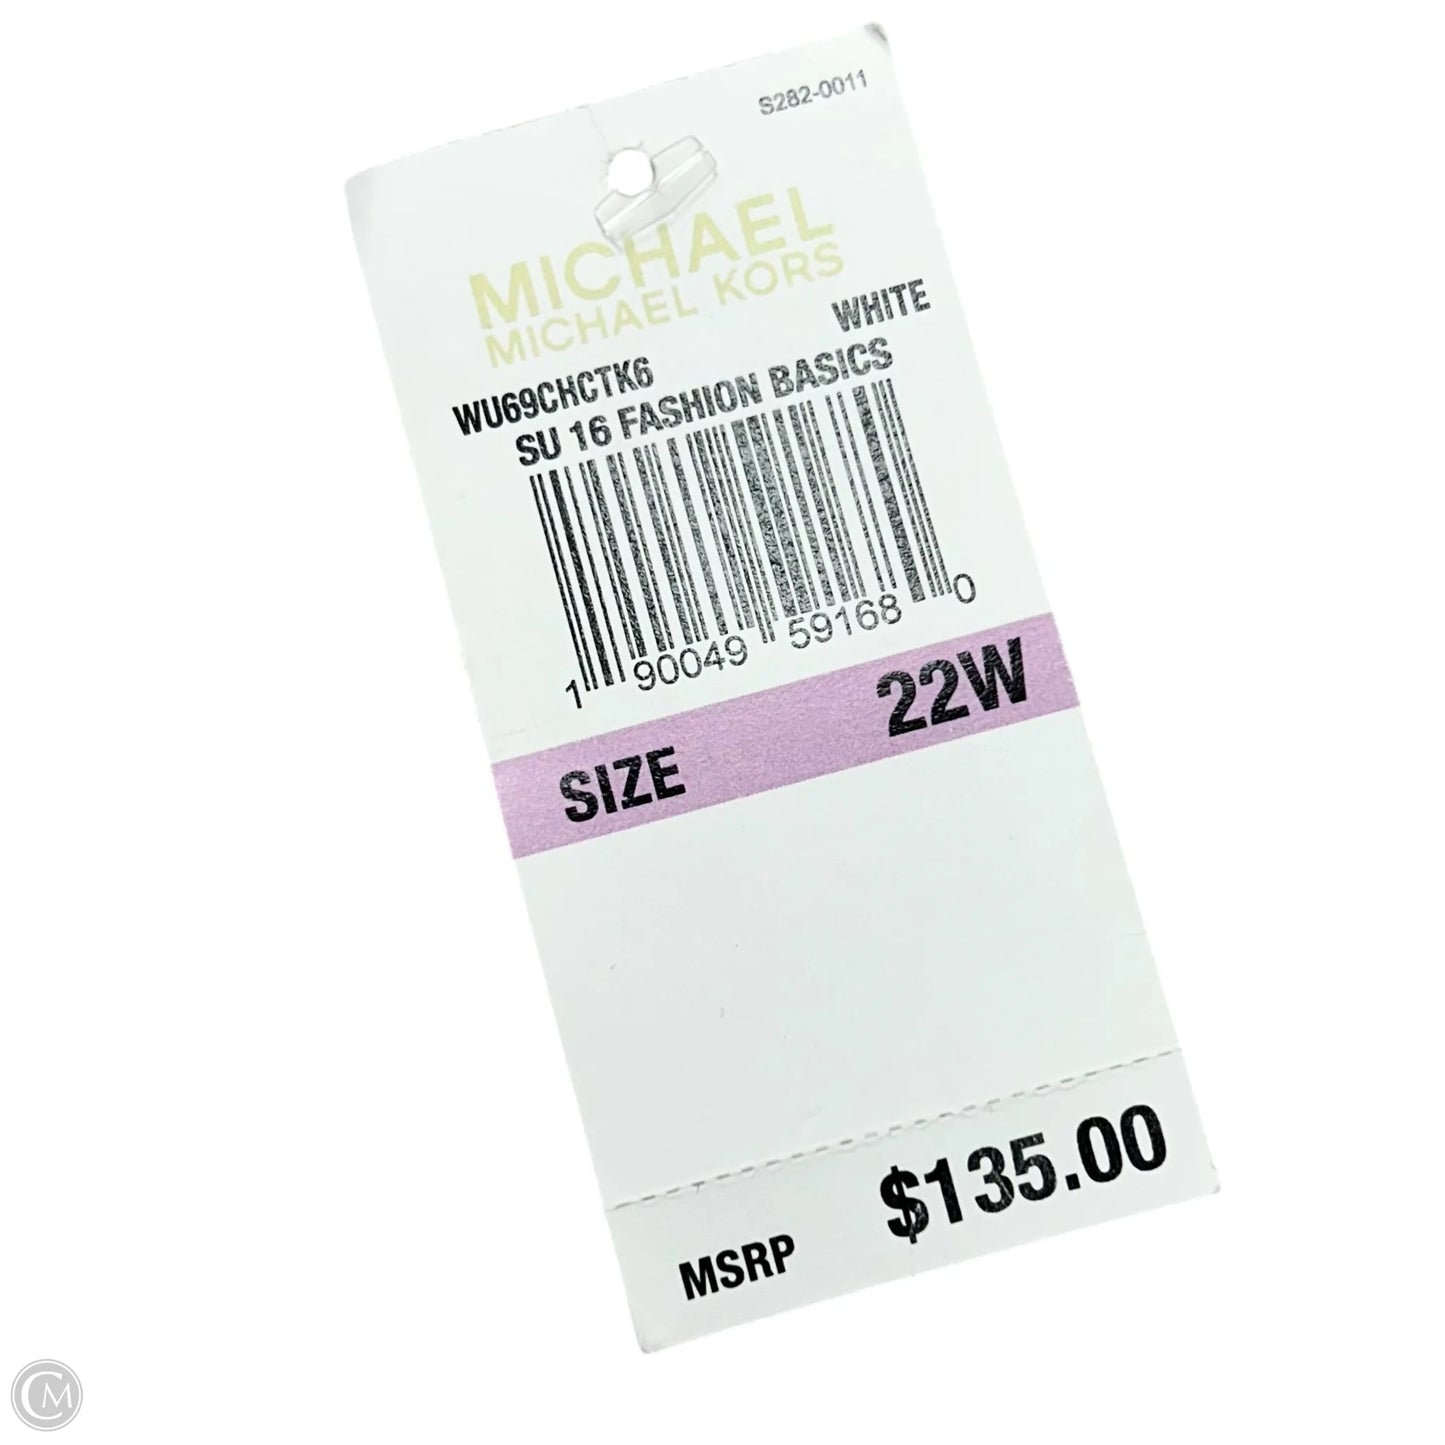 S282-0011
MICHAEL
MICHAEL KORS
WU69CHCTK6 WHITE
SU 16 FASHION BASICS
1 90049 59168 0
SIZE 22W
MSRP $135.00
CM